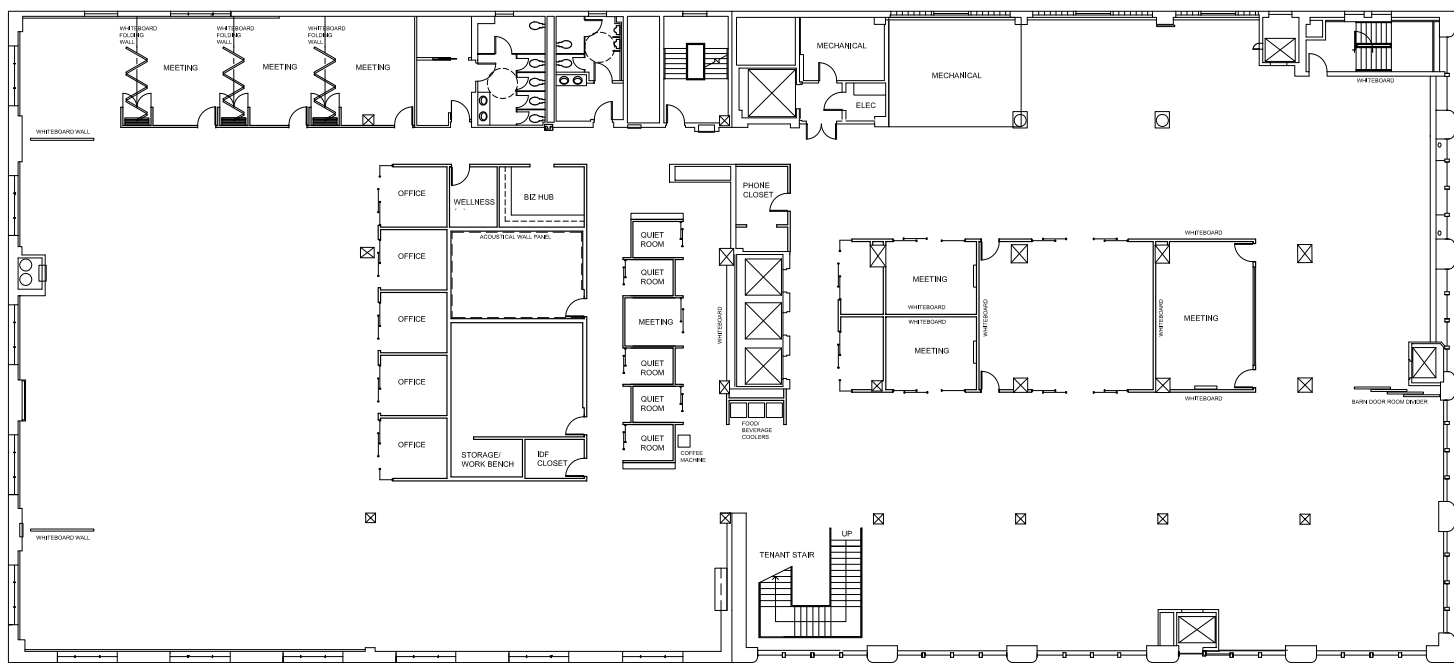 WHITEBOARD
FOLDING
WALL
WHITEBOARD
FOLDING
WALL
WHITEBOARD
FOLDING
WALL
MEETING
MEETING
MEETING
MECHANICAL
MECHANICAL
ELEC
WHITEBOARD
WHITEBOARD WALL
OFFICE
WELLNESS
BIZ HUB
PHONE
CLOSET
ACOUSTICAL WALL PANEL
QUIET
ROOM
WHITEBOARD
OFFICE
QUIET
ROOM
MEETING
WHITEBOARD
OFFICE
MEETING
WHITEBOARD
WHITEBOARD
WHITEBOARD
WHITEBOARD
MEETING
WHITEBOARD
MEETING
OFFICE
QUIET
ROOM
QUIET
ROOM
WHITEBOARD
BARN DOOR ROOM DIVIDER
OFFICE
QUIET
ROOM
FOOD/
BEVERAGE
COOLERS
COFFEE
MACHINE
STORAGE/
WORK BENCH
IDF
CLOSET
WHITEBOARD WALL
UP
TENANT STAIR